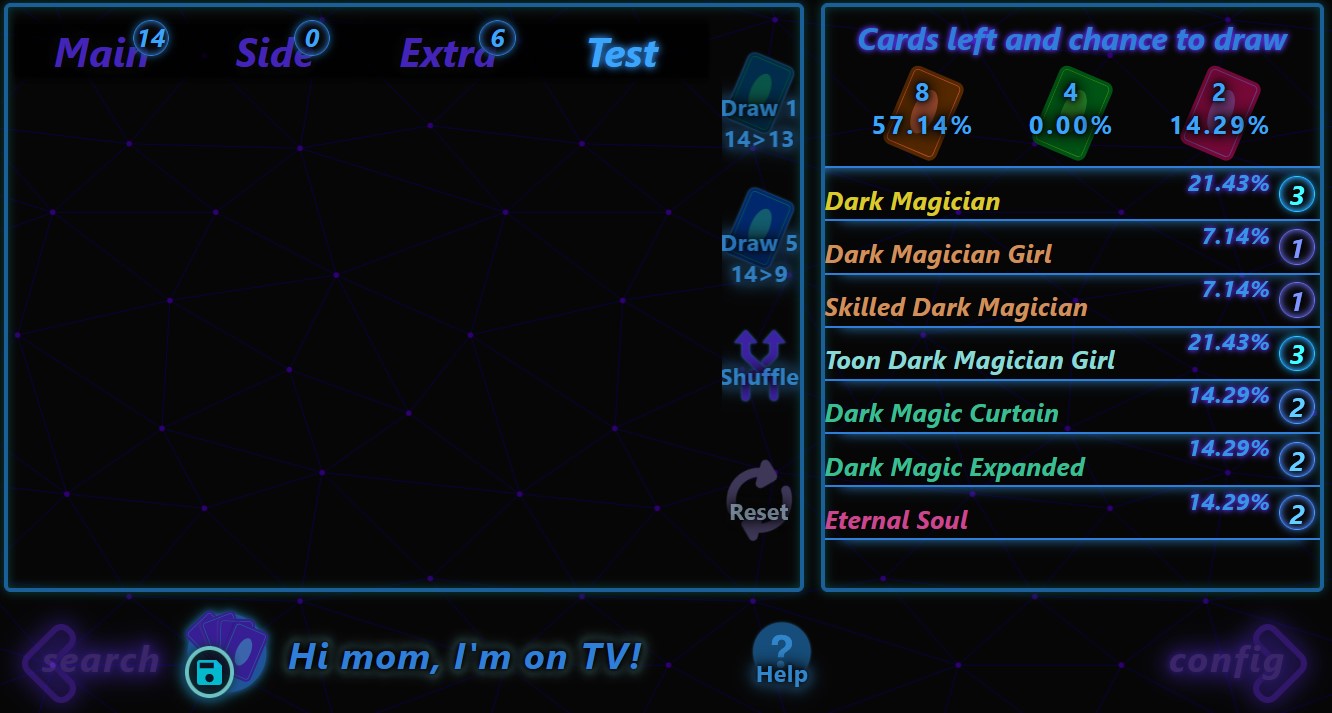 Main 14 Side 0 Extra 6 Test
Draw 1
14>13
Draw 5
14>9
Shuffle
Reset
Cards left and chance to draw
8 4 2
57.14% 0.00% 14.29%
Dark Magician 21.43% 3
Dark Magician Girl 7.14% 1
Skilled Dark Magician 7.14% 1
Toon Dark Magician Girl 21.43% 3
Dark Magic Curtain 14.29% 2
Dark Magic Expanded 14.29% 2
Eternal Soul 14.29% 2
search
Hi mom, I'm on TV!
?
Help
config